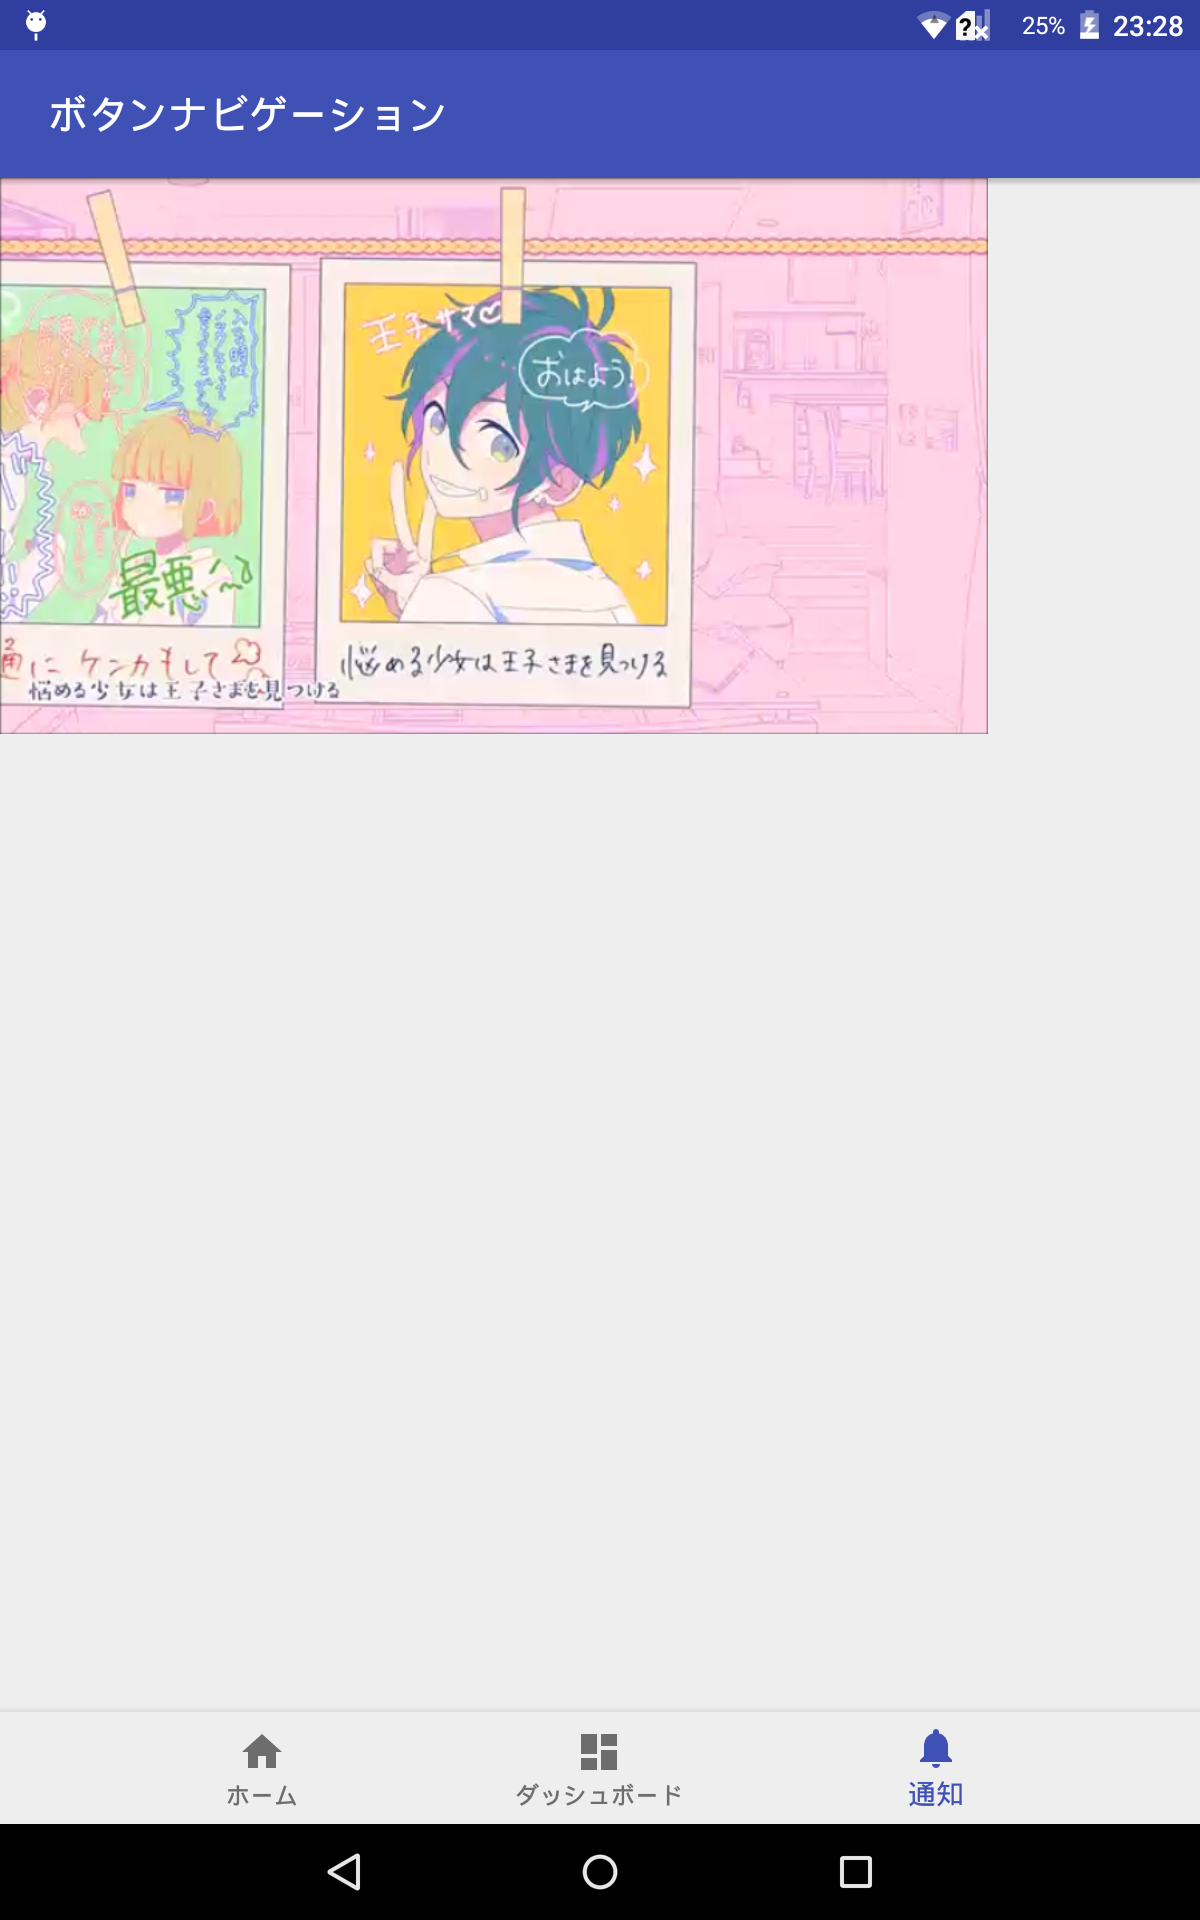 25% 23:28
ボタンナビゲーション
王子サマ
おはよう!
最悪
に ケンカもして
悩める少女は王子さまを見つける
悩める少女は王子さまを見つける
ホーム
ダッシュボード
通知